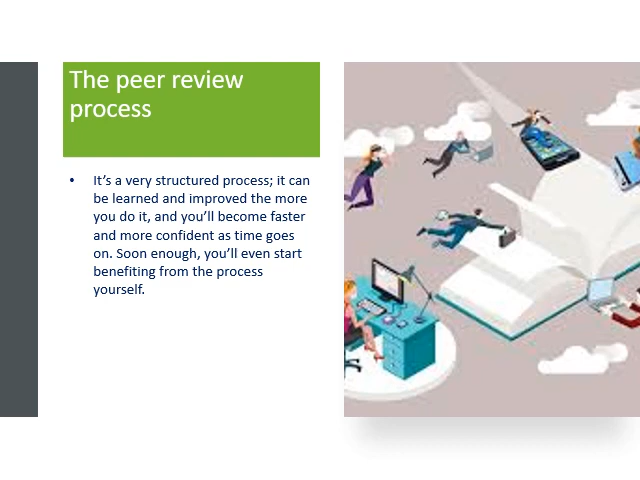 The peer review
process
• It’s a very structured process; it can
be learned and improved the more
you do it, and you’ll become faster
and more confident as time goes
on. Soon enough, you’ll even start
benefiting from the process
yourself.